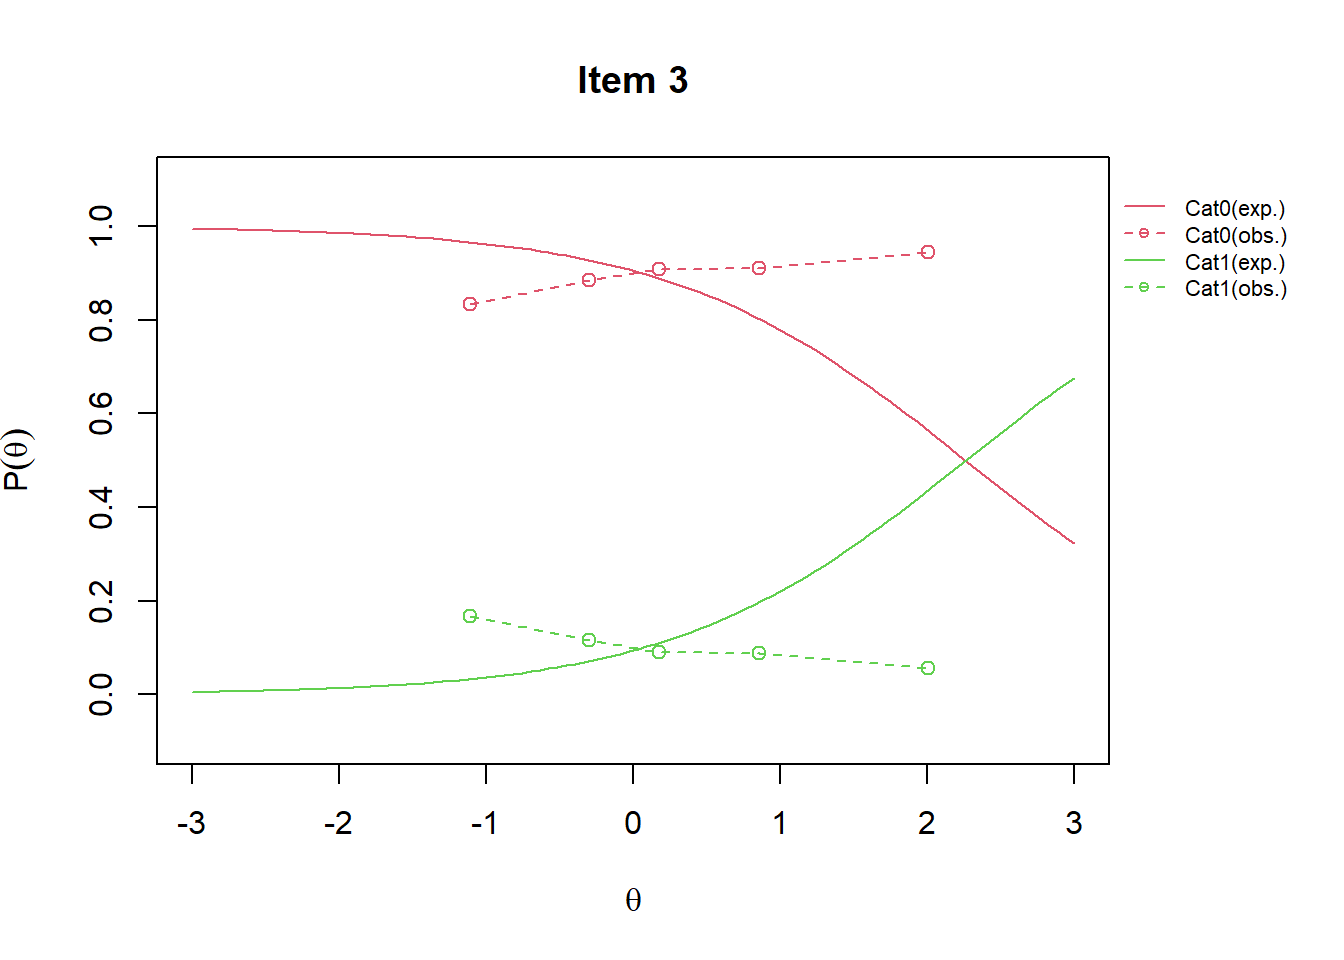 Item 3
P(θ)
1.0
0.8
0.6
0.4
0.2
0.0
-3 -2 -1 0 1 2 3
θ
Cat0(exp.)
Cat0(obs.)
Cat1(exp.)
Cat1(obs.)